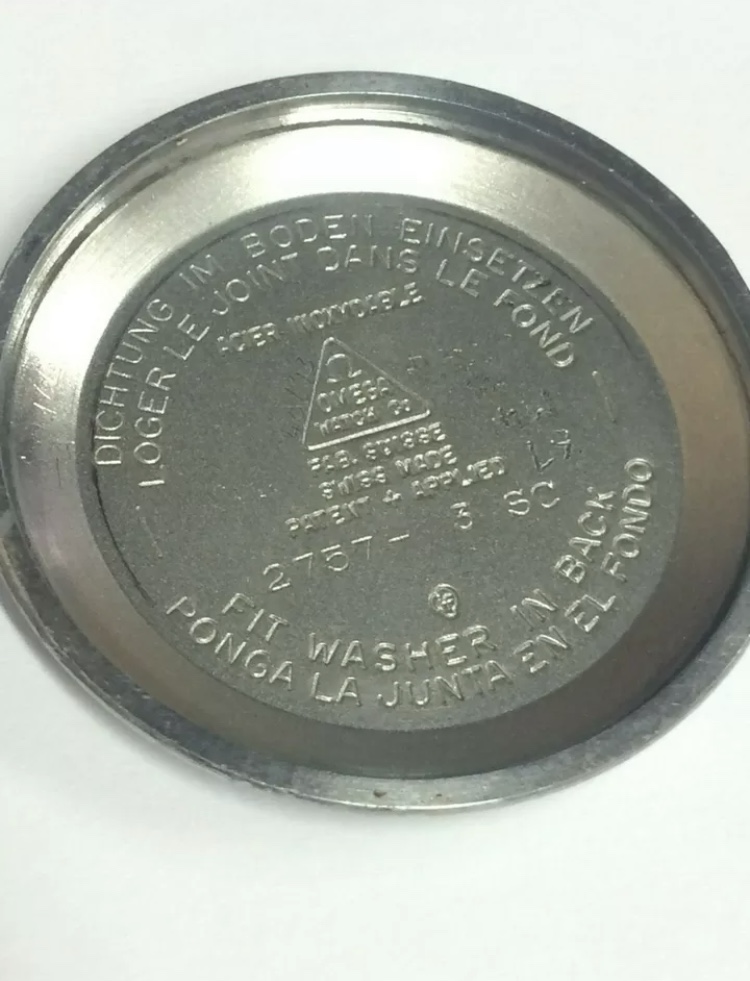 DICHTUNG IM BODEN EINSETZEN
LOGER LE JOINT DANS LE FOND
ACIER INOXYDABLE
Ω
OMEGA
WATCH CO
FAB. SUISSE
SWISS MADE
PATENT & APPLIED
2757- 3 SC
FIT WASHER IN BACK
PONGA LA JUNTA EN EL FONDO